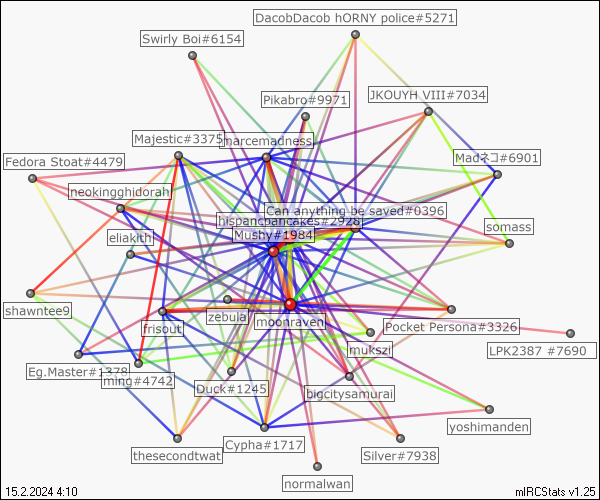 DacobDacob hORNY police#5271
Swirly Boi#6154
Pikabro#9971
JKOUYH VIII#7034
Majestic#3375
narcemadness
Fedora Stoat#4479
Madネコ#6901
neokingghidorah
Can anything be saved#0396
hispanicpancakes#2928
somass
eliakith
Mushy#1984
shawntee9
zebula
frisout
moonraven
Pocket Persona#3326
mukszi
LPK2387 #7690
Eg.Master#1378
ming#4742
Duck#1245
bigcitysamurai
yoshimanden
Cypha#1717
thesecondtwat
Silver#7938
normalwan
15.2.2024 4:10
mIRCStats v1.25